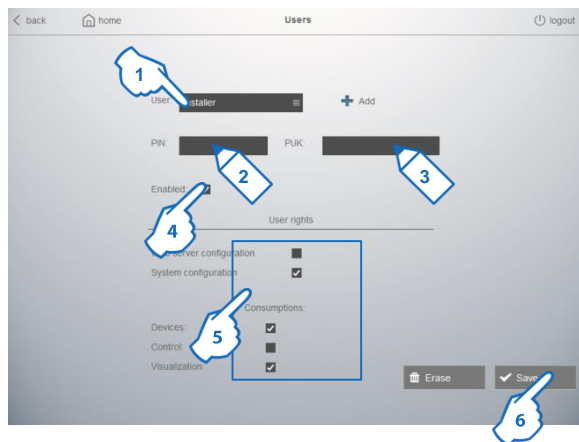 back home Users logout
1
User: Installer Add
PIN: PUK:
2 3
Enabled:
4
User rights
server configuration
System configuration
Consumptions:
5
Devices:
Control:
Visualization:
Erase Save
6